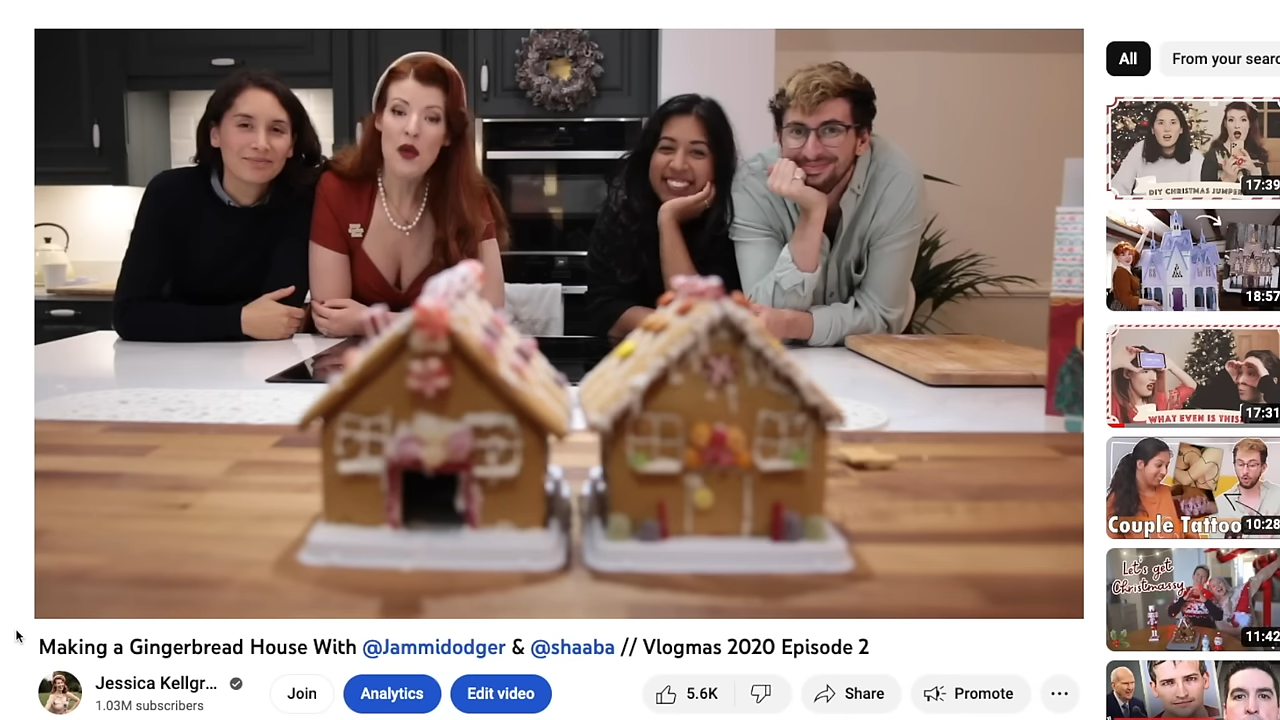 All
From your searc
DIY CHRISTMAS JUMPER
17:39
18:57
WHAT EVEN IS THIS?
17:31
Couple Tattoo
10:28
Let's get
Christmassy
11:42
Making a Gingerbread House With @Jammidodger & @shaaba // Vlogmas 2020 Episode 2
Jessica Kellgr...
1.03M subscribers
Join
Analytics
Edit video
5.6K
Share
Promote